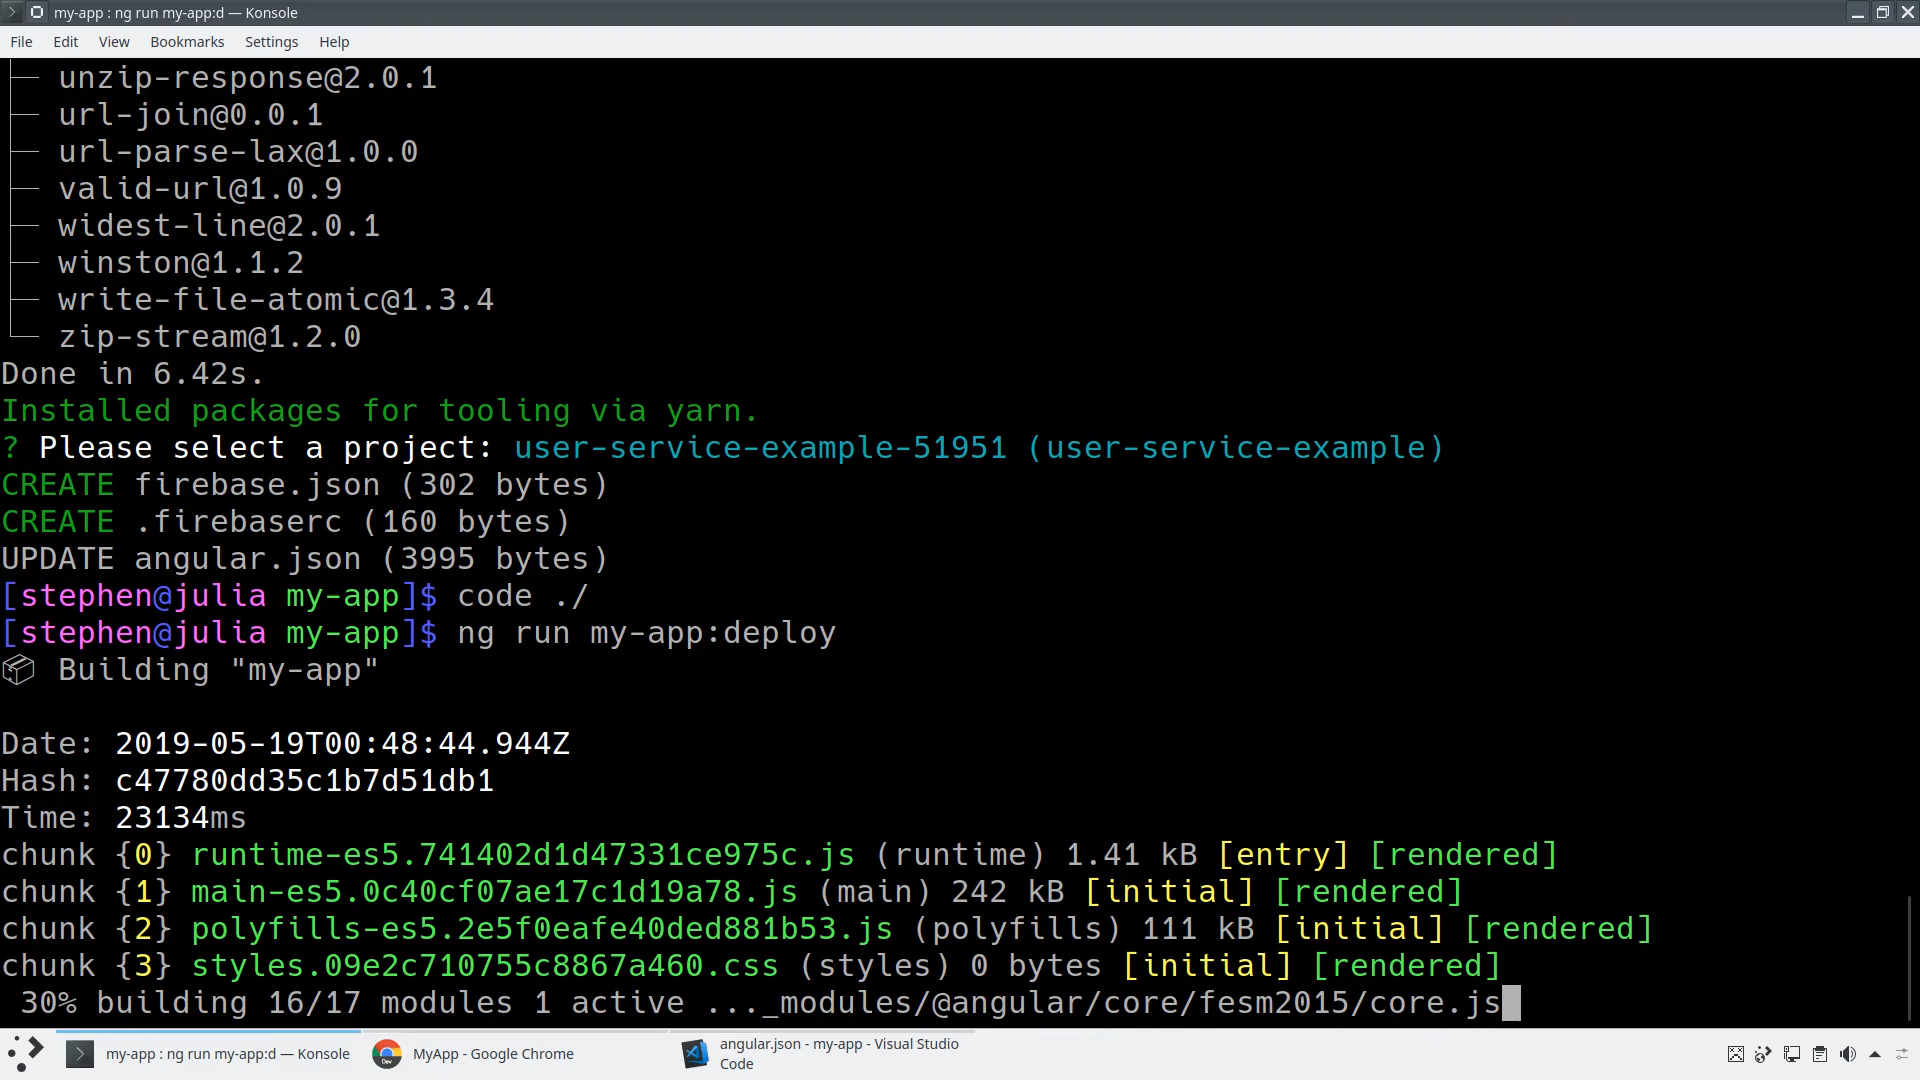 my-app : ng run my-app:d — Konsole
File Edit View Bookmarks Settings Help
├── unzip-response@2.0.1
├── url-join@0.0.1
├── url-parse-lax@1.0.0
├── valid-url@1.0.9
├── widest-line@2.0.1
├── winston@1.1.2
├── write-file-atomic@1.3.4
└── zip-stream@1.2.0
Done in 6.42s.
Installed packages for tooling via yarn.
? Please select a project: user-service-example-51951 (user-service-example)
CREATE firebase.json (302 bytes)
CREATE .firebaserc (160 bytes)
UPDATE angular.json (3995 bytes)
[stephen@julia my-app]$ code ./
[stephen@julia my-app]$ ng run my-app:deploy
📦 Building "my-app"
Date: 2019-05-19T00:48:44.944Z
Hash: c47780dd35c1b7d51db1
Time: 23134ms
chunk {0} runtime-es5.741402d1d47331ce975c.js (runtime) 1.41 kB [entry] [rendered]
chunk {1} main-es5.0c40cf07ae17c1d19a78.js (main) 242 kB [initial] [rendered]
chunk {2} polyfills-es5.2e5f0eafe40ded881b53.js (polyfills) 111 kB [initial] [rendered]
chunk {3} styles.09e2c710755c8867a460.css (styles) 0 bytes [initial] [rendered]
30% building 16/17 modules 1 active ..._modules/@angular/core/fesm2015/core.js
my-app : ng run my-app:d — Konsole
Dev
MyApp - Google Chrome
angular.json - my-app - Visual Studio
Code